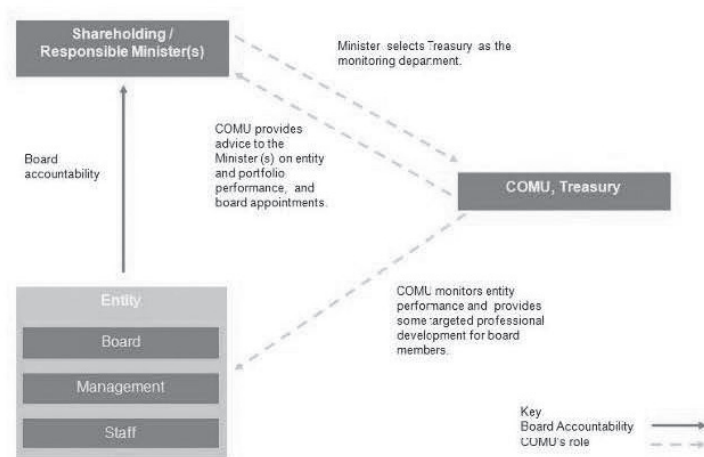 Shareholding /
Responsible Minister(s)
Minister selects Treasury as the
monitoring department.
COMU provides
advice to the
Minister (s) on entity
and portfolio
performance, and
board appointments.
Board
accountability
COMU, Treasury
COMU monitors entity
performance and provides
some targeted professional
development for board
members.
Entity
Board
Management
Staff
Key
Board Accountability
COMU's role